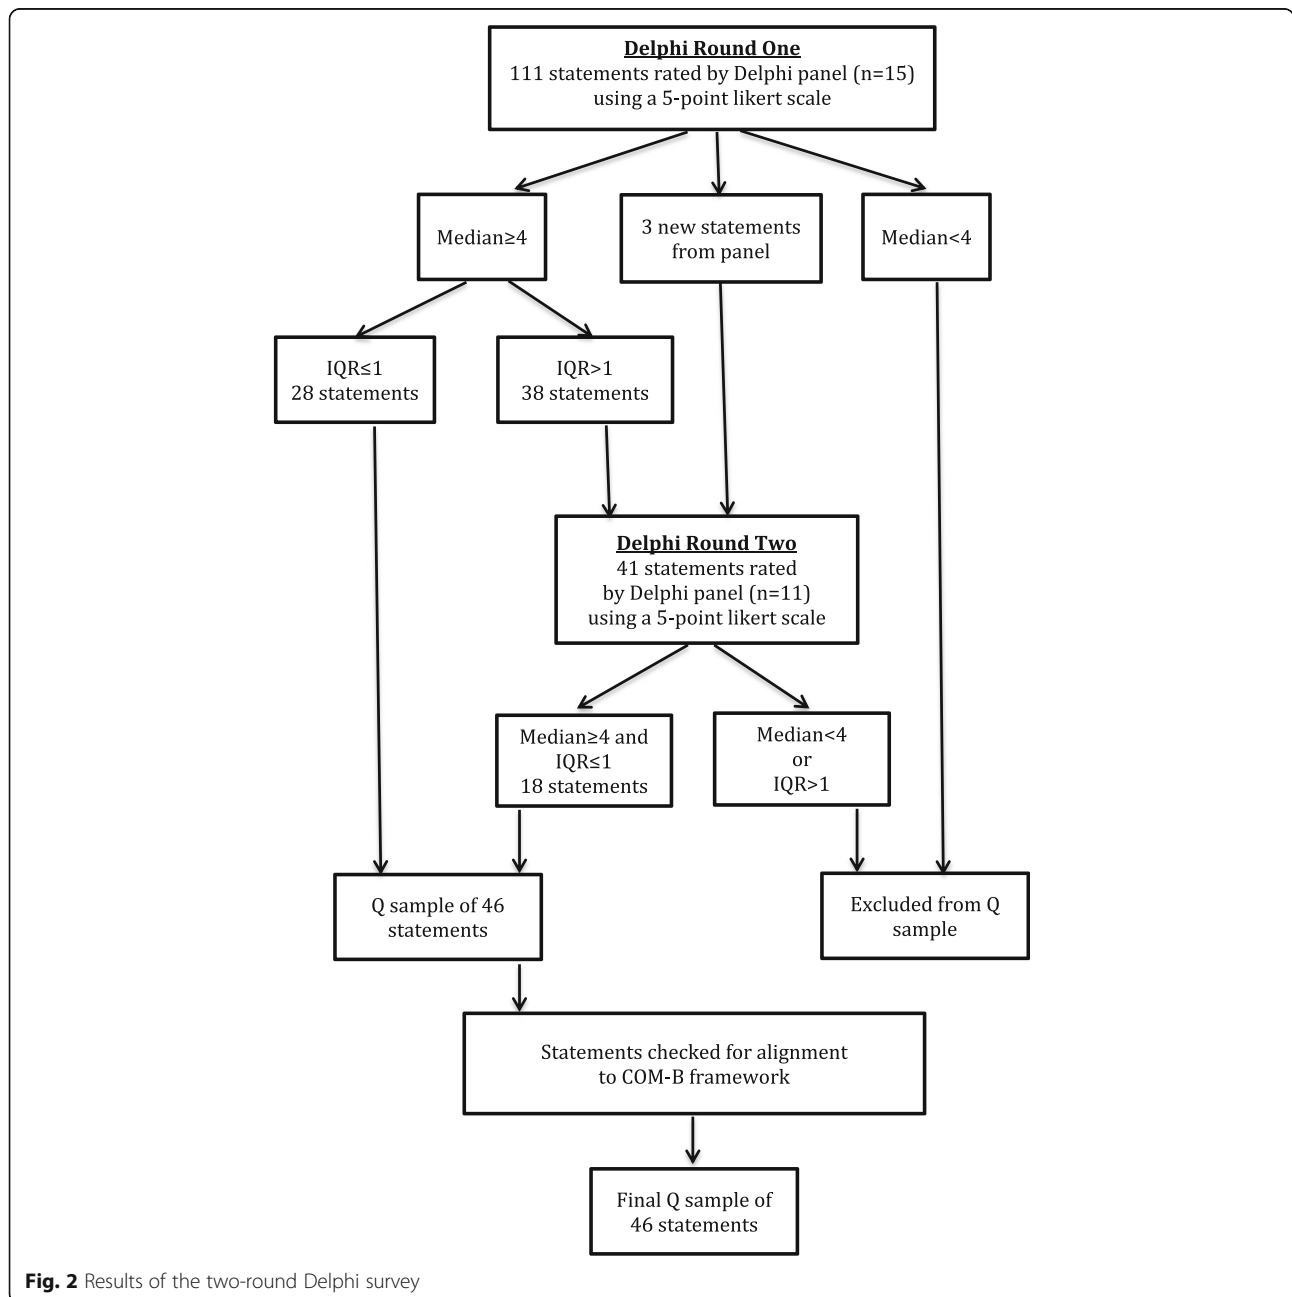 Delphi Round One
111 statements rated by Delphi panel (n=15)
using a 5-point likert scale
Median≥4
3 new statements
from panel
Median<4
IQR≤1
28 statements
IQR>1
38 statements
Delphi Round Two
41 statements rated
by Delphi panel (n=11)
using a 5-point likert scale
Median≥4 and
IQR≤1
18 statements
Median<4
or
IQR>1
Q sample of 46
statements
Excluded from Q
sample
Statements checked for alignment
to COM-B framework
Final Q sample of
46 statements
Fig. 2 Results of the two-round Delphi survey